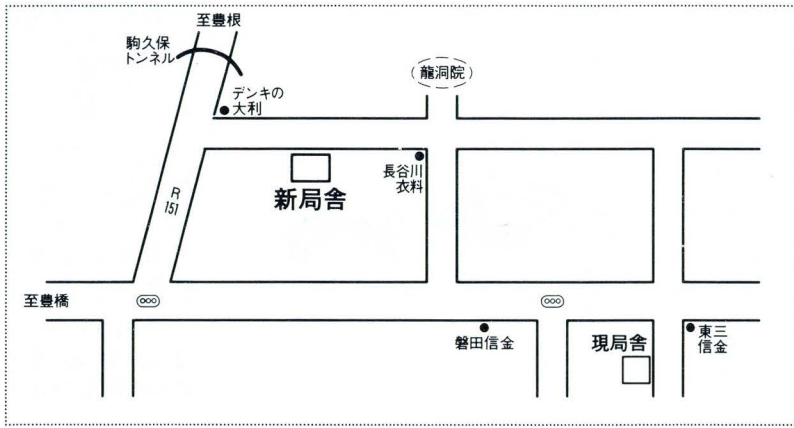 至豊根
駒久保
トンネル
デンキの
大利
龍洞院
長谷川
衣料
新局舎
R
151
至豊橋
磐田信金
現局舎
東三
信金